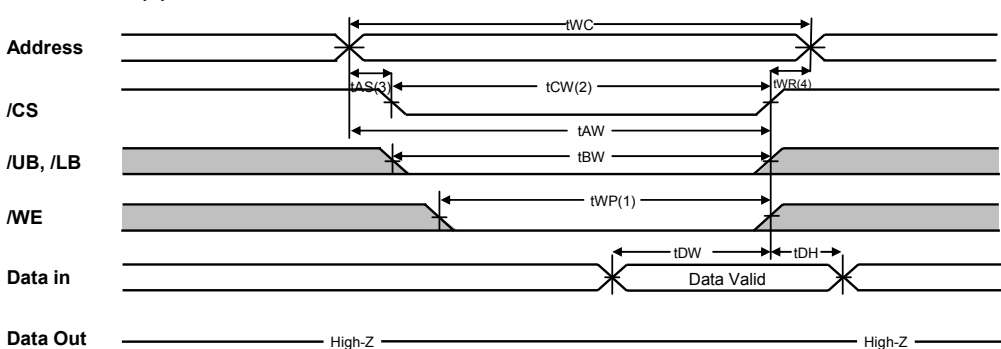 tWC
Address
tAS(3) tCW(2) tWR(4)
/CS
tAW
/UB, /LB tBW
/WE tWP(1)
tDW tDH
Data in Data Valid
Data Out High-Z High-Z